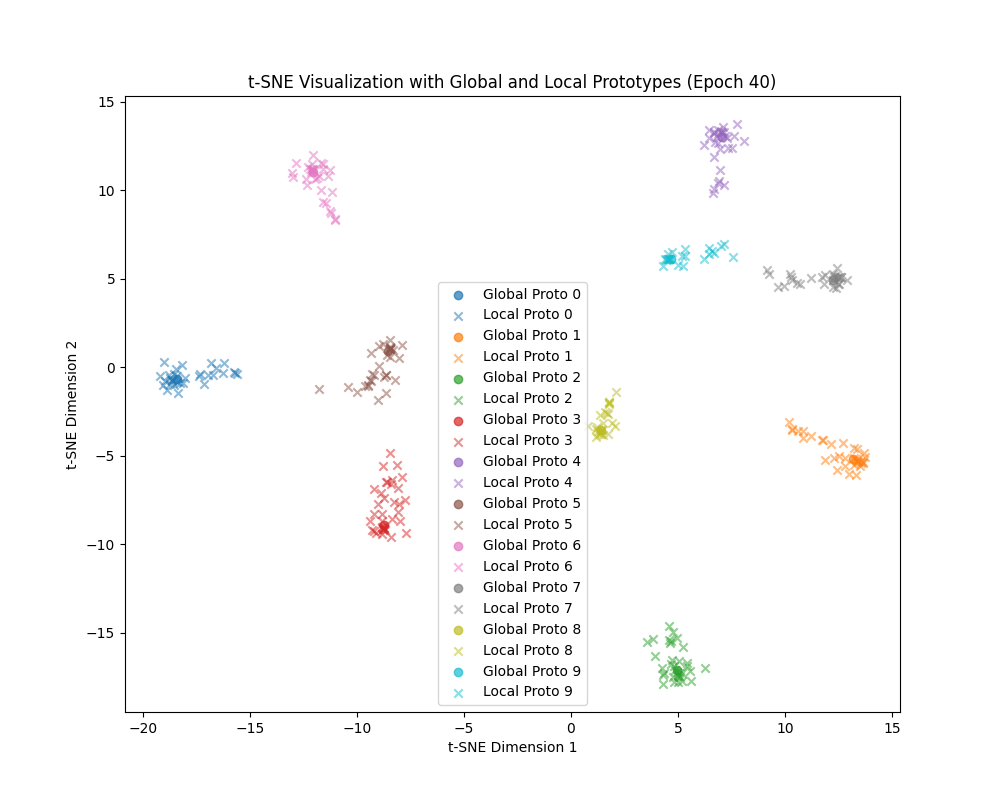 t-SNE Visualization with Global and Local Prototypes (Epoch 40)
15
10
5
0
−5
−10
−15
t-SNE Dimension 2
Global Proto 0
Local Proto 0
Global Proto 1
Local Proto 1
Global Proto 2
Local Proto 2
Global Proto 3
Local Proto 3
Global Proto 4
Local Proto 4
Global Proto 5
Local Proto 5
Global Proto 6
Local Proto 6
Global Proto 7
Local Proto 7
Global Proto 8
Local Proto 8
Global Proto 9
Local Proto 9
−20 −15 −10 −5 0 5 10 15
t-SNE Dimension 1